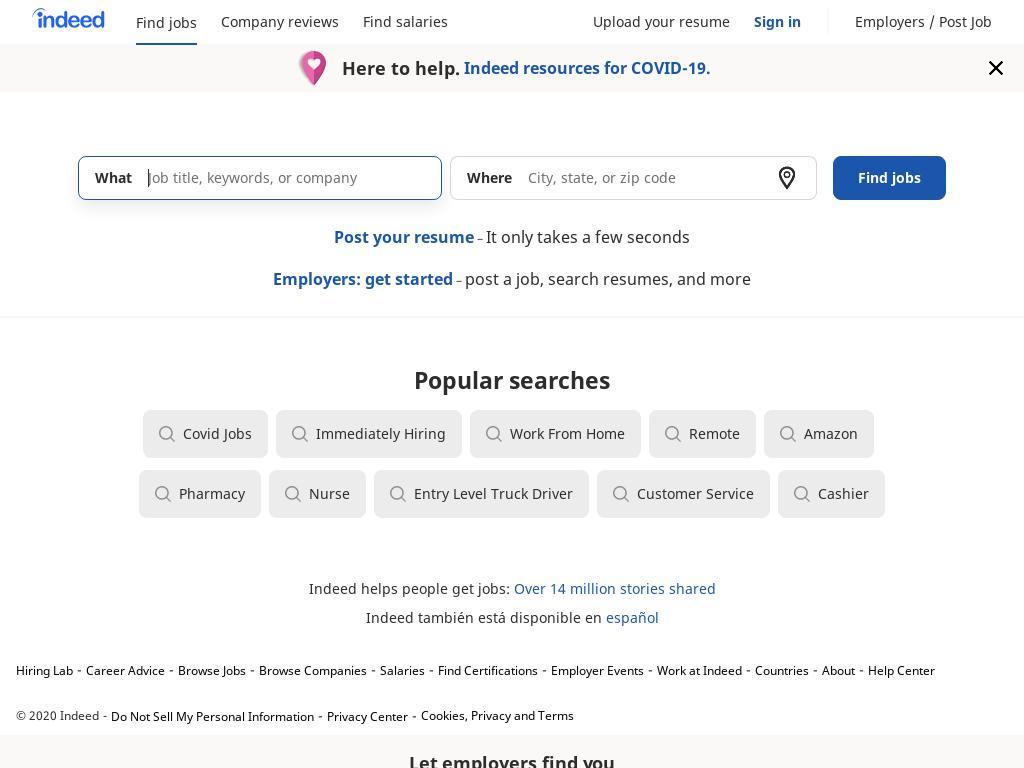 indeed Find jobs Company reviews Find salaries Upload your resume Sign in Employers / Post Job
Here to help. Indeed resources for COVID-19.
What Job title, keywords, or company Where City, state, or zip code Find jobs
Post your resume - It only takes a few seconds
Employers: get started - post a job, search resumes, and more
Popular searches
Covid Jobs Immediately Hiring Work From Home Remote Amazon
Pharmacy Nurse Entry Level Truck Driver Customer Service Cashier
Indeed helps people get jobs: Over 14 million stories shared
Indeed también está disponible en español
Hiring Lab - Career Advice - Browse Jobs - Browse Companies - Salaries - Find Certifications - Employer Events - Work at Indeed - Countries - About - Help Center
© 2020 Indeed - Do Not Sell My Personal Information - Privacy Center - Cookies, Privacy and Terms
Let employers find you